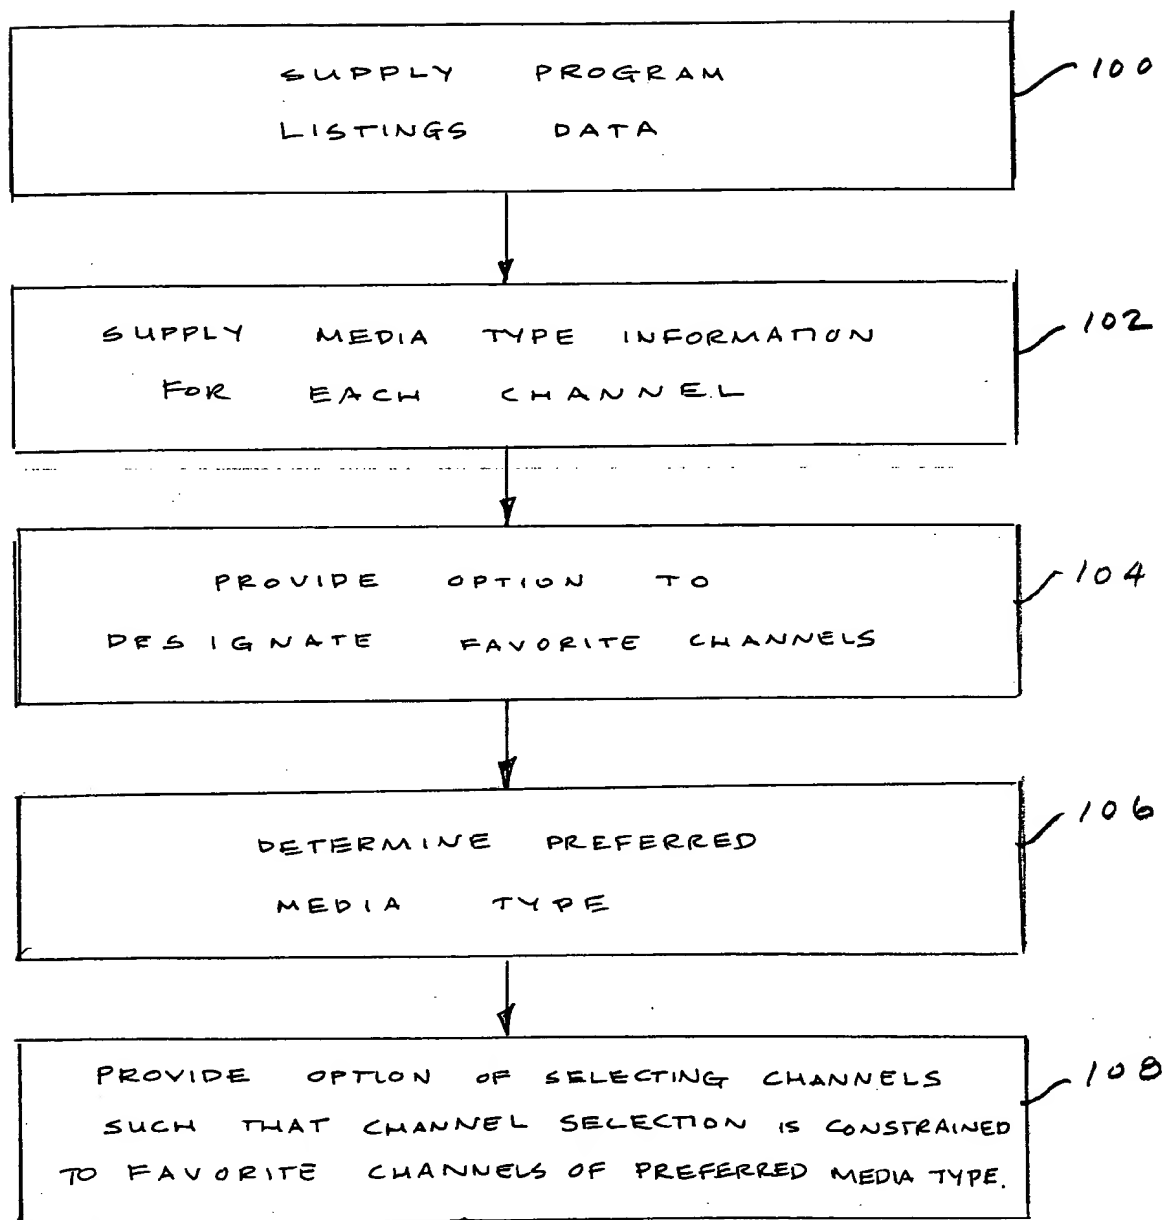 SUPPLY PROGRAM
LISTINGS DATA
100
SUPPLY MEDIA TYPE INFORMATION
FOR EACH CHANNEL
102
PROVIDE OPTION TO
DESIGNATE FAVORITE CHANNELS
104
DETERMINE PREFERRED
MEDIA TYPE
106
PROVIDE OPTION OF SELECTING CHANNELS
SUCH THAT CHANNEL SELECTION IS CONSTRAINED
TO FAVORITE CHANNELS OF PREFERRED MEDIA TYPE.
108